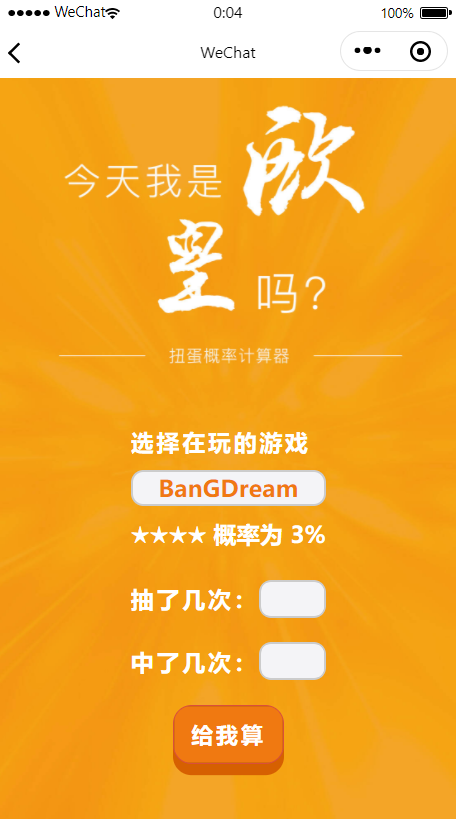 WeChat 0:04 100%
WeChat
今天我是欧
皇吗?
扭蛋概率计算器
选择在玩的游戏
BanGDream
★★★★ 概率为 3%
抽了几次:
中了几次:
给我算